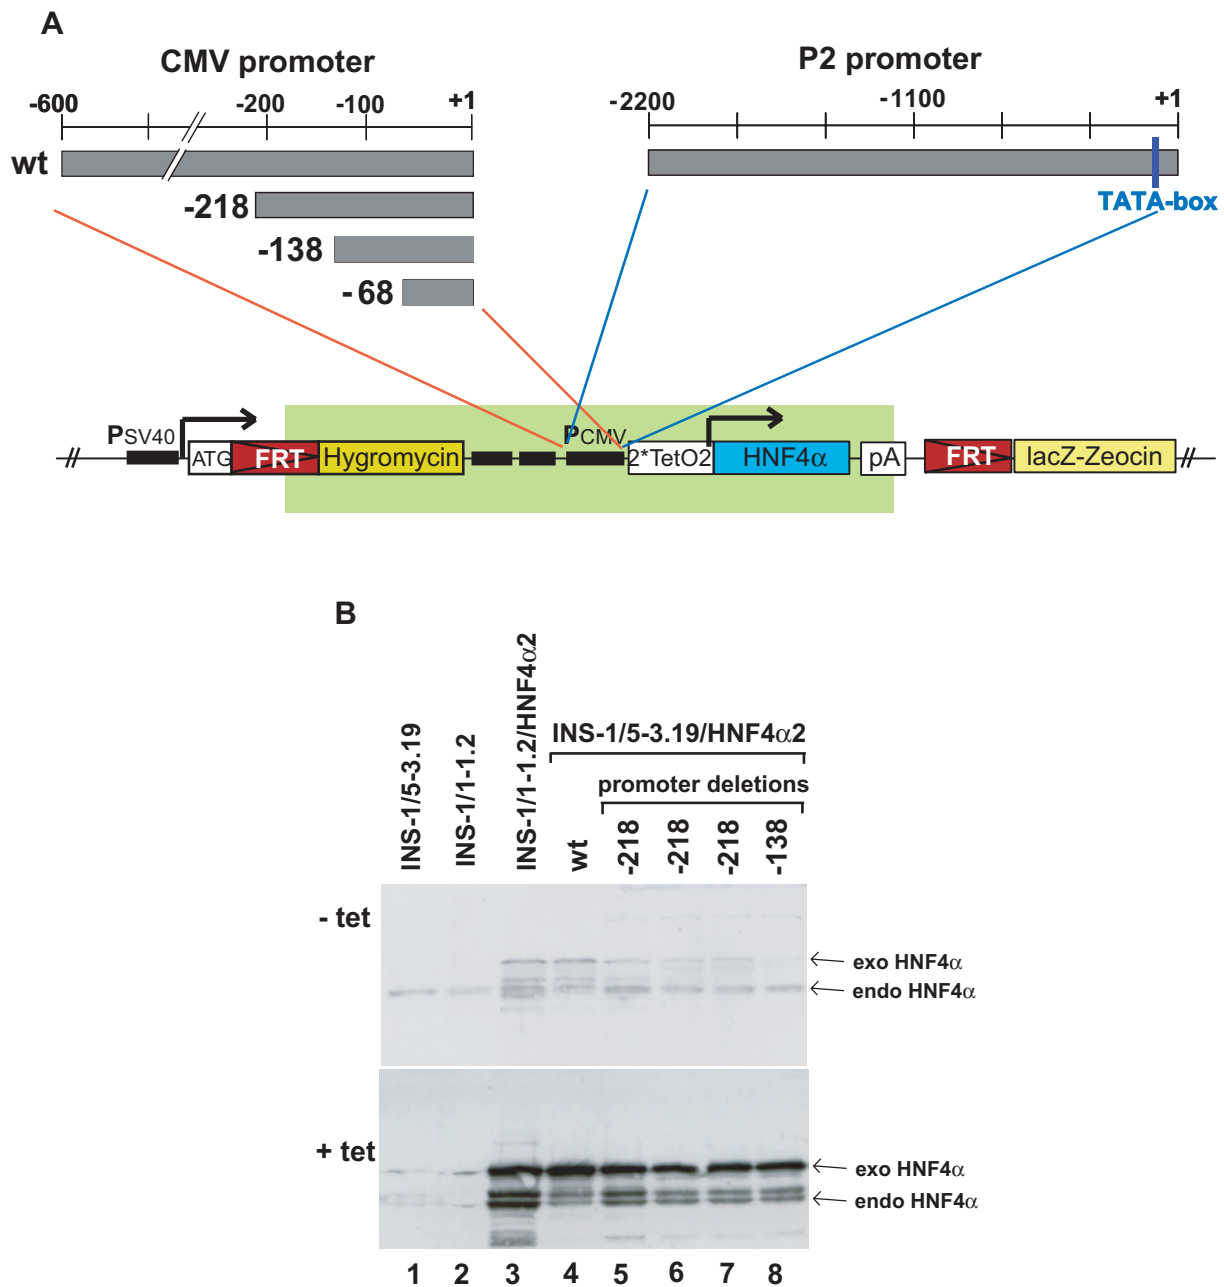 A
CMV promoter
P2 promoter
-600
-200
-100
+1
-2200
-1100
+1
wt
-218
-138
-68
TATA-box
PSV40
PCMV
ATG
FRT
Hygromycin
2*TetO2
HNF4α
pA
FRT
lacZ-Zeocin
B
INS-1/5-3.19
INS-1/1-1.2
INS-1/1-1.2/HNF4α2
INS-1/5-3.19/HNF4α2
promoter deletions
wt
-218
-218
-218
-138
- tet
exo HNF4α
endo HNF4α
+ tet
exo HNF4α
endo HNF4α
1 2 3 4 5 6 7 8